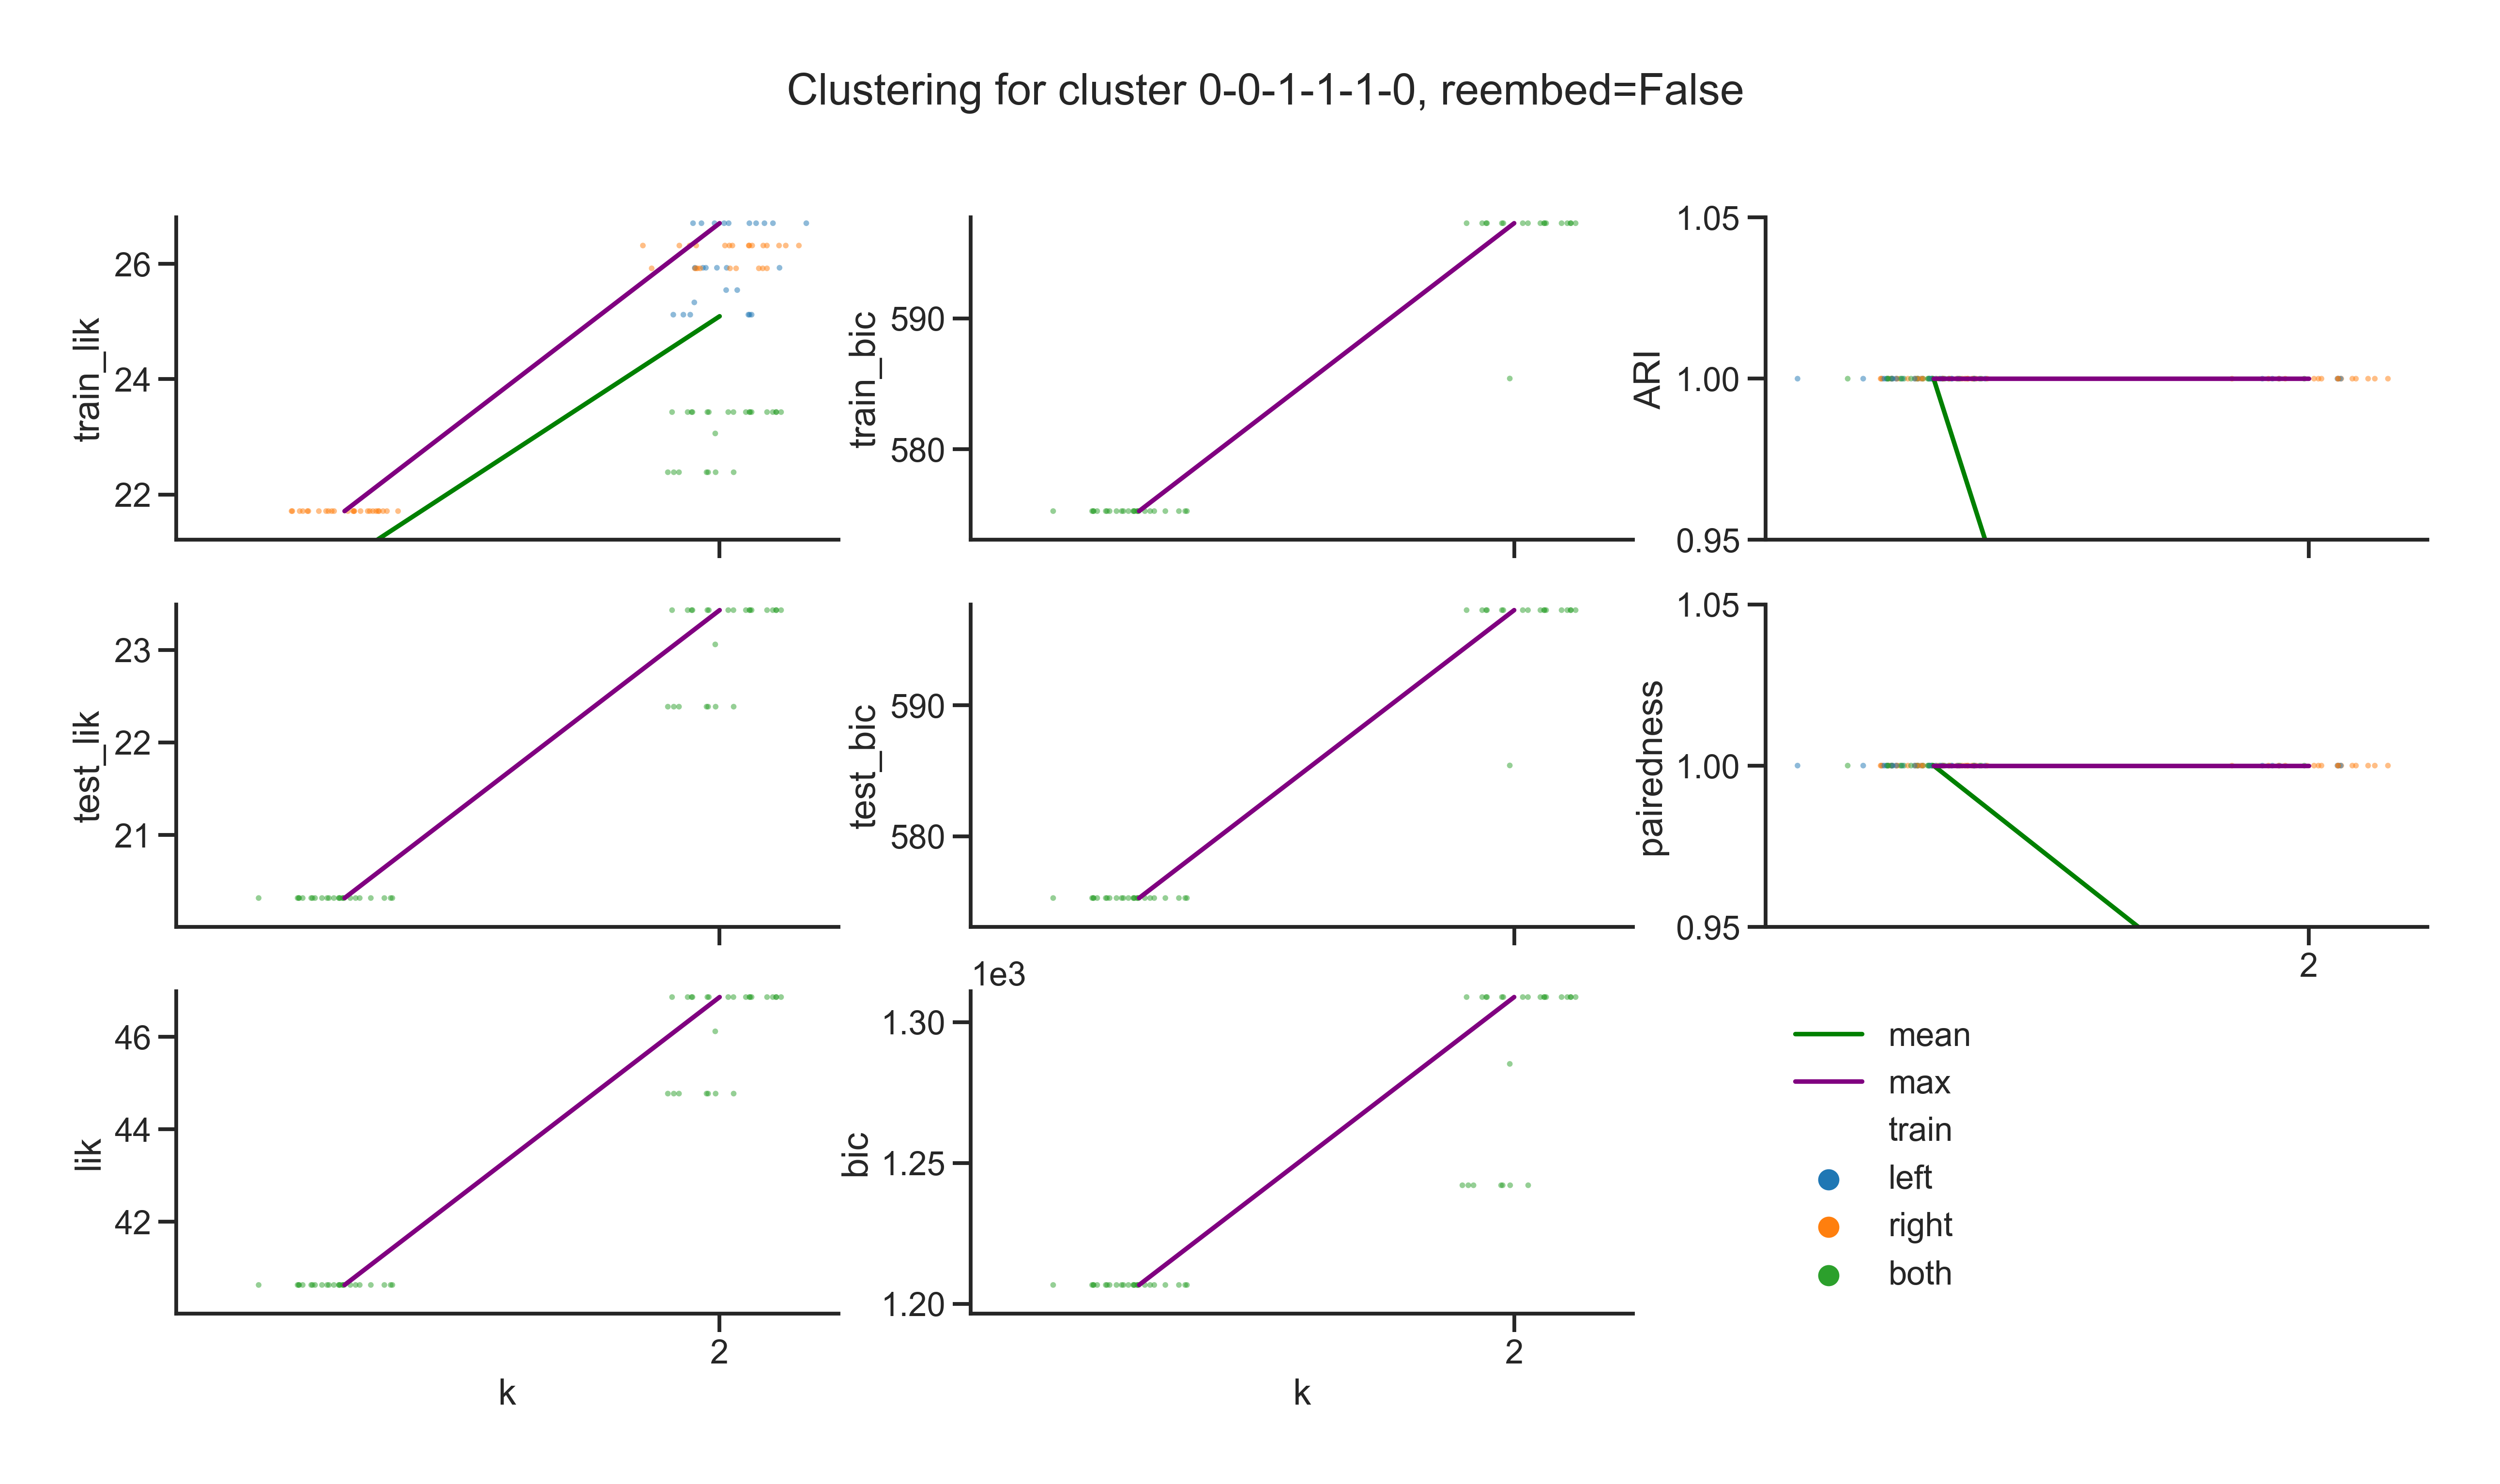 Clustering for cluster 0-0-1-1-1-0, reembed=False
train_lik
26
24
22
train_bic
590
580
ARI
1.05
1.00
0.95
test_lik
23
22
21
test_bic
590
580
pairedness
1.05
1.00
0.95
2
lik
46
44
42
2
k
1e3
bic
1.30
1.25
1.20
2
k
mean
max
train
left
right
both